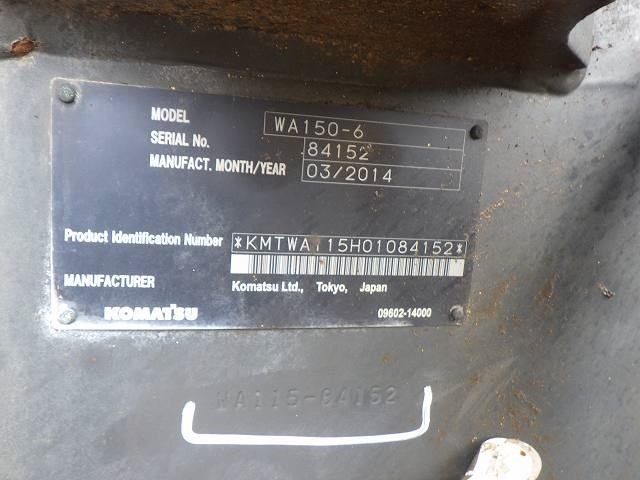 MODEL WA150-6
SERIAL No. 84152
MANUFACT. MONTH/YEAR 03/2014
Product Identification Number *KMTWA115H01084152*
MANUFACTURER Komatsu Ltd., Tokyo, Japan
KOMATSU 09602-14000
WA115-84152